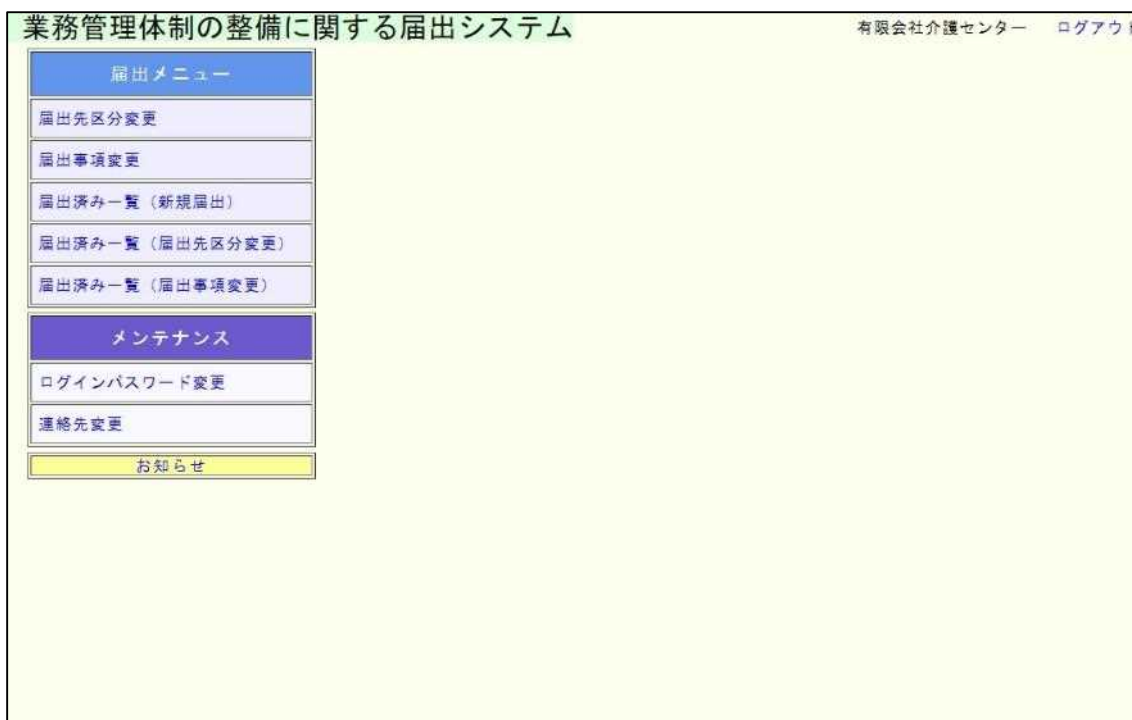 業務管理体制の整備に関する届出システム
有限会社介護センター ログアウト
届出メニュー
届出先区分変更
届出事項変更
届出済み一覧（新規届出）
届出済み一覧（届出先区分変更）
届出済み一覧（届出事項変更）
メンテナンス
ログインパスワード変更
連絡先変更
お知らせ